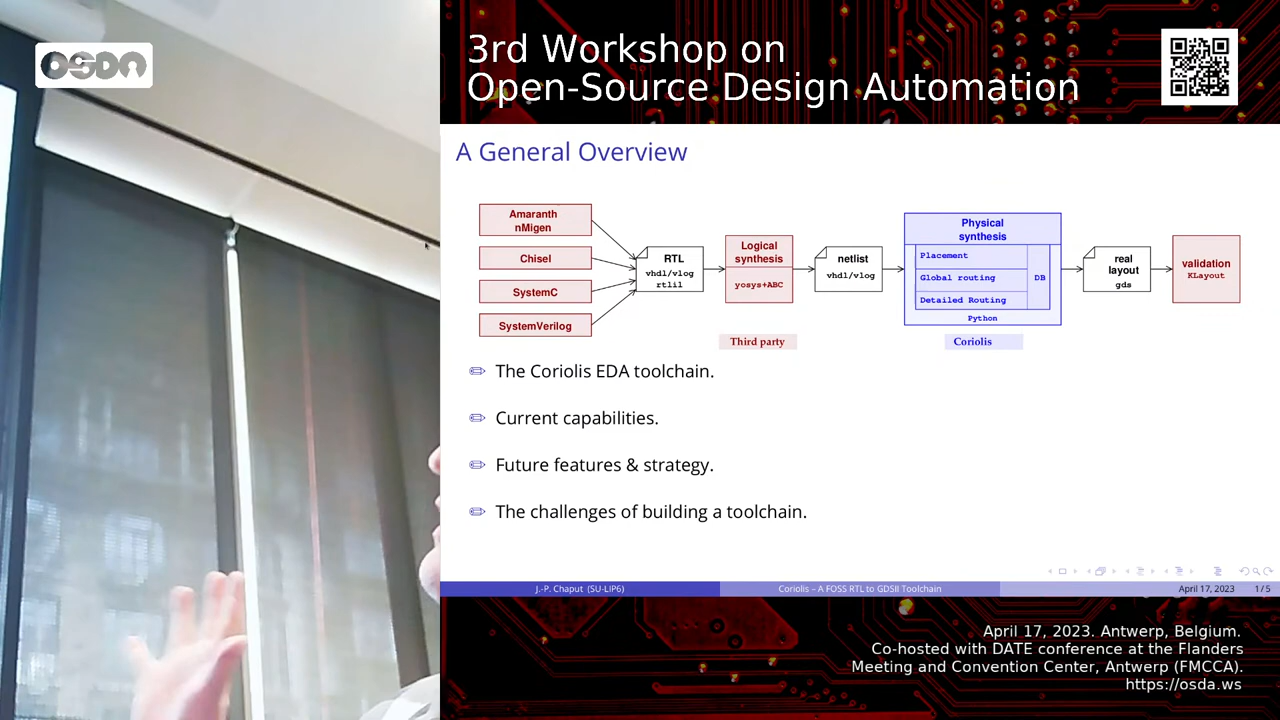 OSDA
3rd Workshop on
Open-Source Design Automation
A General Overview
Amaranth
nMigen
Chisel
SystemC
SystemVerilog
RTL
vhdl/vlog
rtlil
Logical
synthesis
yosys+ABC
netlist
vhdl/vlog
Physical
synthesis
Placement
Global routing
Detailed Routing
DB
Python
real
layout
gds
validation
KLayout
Third party
Coriolis
The Coriolis EDA toolchain.
Current capabilities.
Future features & strategy.
The challenges of building a toolchain.
J.-P. Chaput (SU-LIP6)
Coriolis – A FOSS RTL to GDSII Toolchain
April 17, 2023
1/5
April 17, 2023. Antwerp, Belgium.
Co-hosted with DATE conference at the Flanders
Meeting and Convention Center, Antwerp (FMCCA).
https://osda.ws